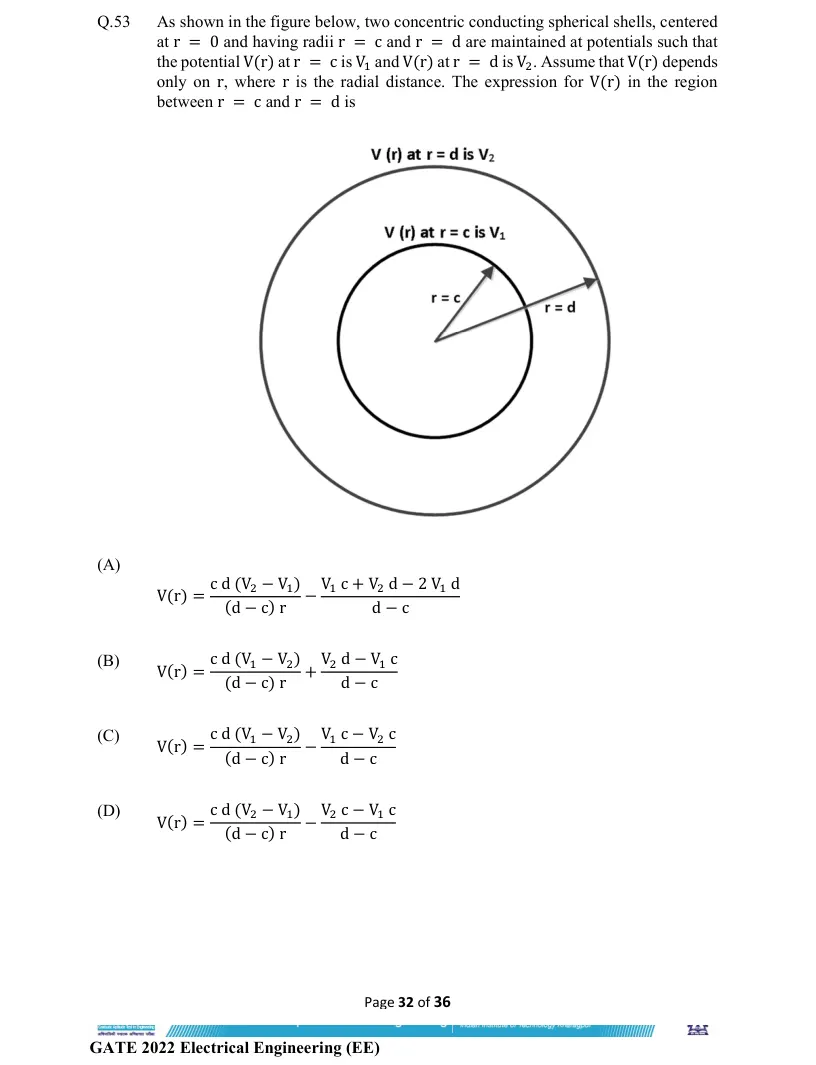 Q.53 As shown in the figure below, two concentric conducting spherical shells, centered
at r = 0 and having radii r = c and r = d are maintained at potentials such that
the potential V(r) at r = c is V₁ and V(r) at r = d is V₂. Assume that V(r) depends
only on r, where r is the radial distance. The expression for V(r) in the region
between r = c and r = d is
V (r) at r = d is V₂
V (r) at r = c is V₁
r = c
r = d
(A)
V(r) = c d (V₂ − V₁) / (d − c) r − V₁ c + V₂ d − 2 V₁ d / d − c
(B)
V(r) = c d (V₁ − V₂) / (d − c) r + V₂ d − V₁ c / d − c
(C)
V(r) = c d (V₁ − V₂) / (d − c) r − V₁ c − V₂ c / d − c
(D)
V(r) = c d (V₂ − V₁) / (d − c) r − V₂ c − V₁ c / d − c
Page 32 of 36
GATE 2022 Electrical Engineering (EE)